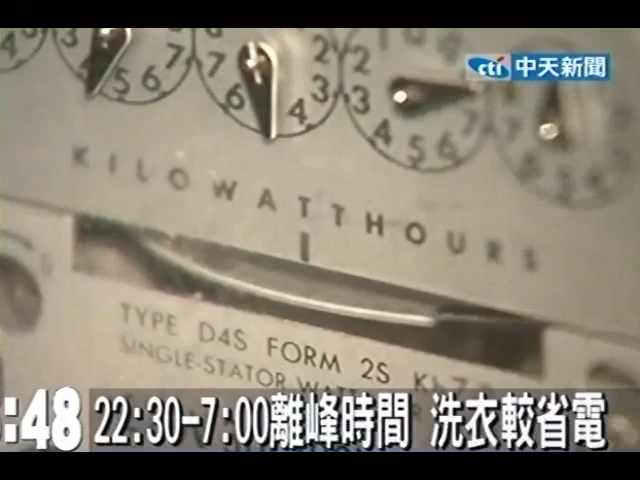 cti 中天新聞
KILOWATTHOURS
TYPE D4S FORM 2S
SINGLE-STATOR
:48 22:30-7:00離峰時間 洗衣較省電